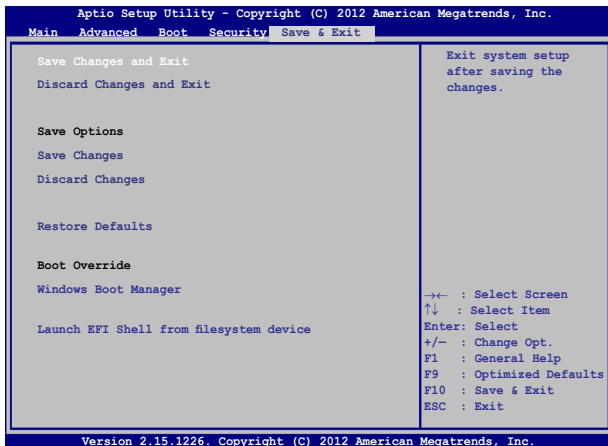 Aptio Setup Utility - Copyright (C) 2012 American Megatrends, Inc.
Main Advanced Boot Security Save & Exit
Save Changes and Exit
Discard Changes and Exit
Save Options
Save Changes
Discard Changes
Restore Defaults
Boot Override
Windows Boot Manager
Launch EFI Shell from filesystem device
Exit system setup
after saving the
changes.
→← : Select Screen
↑↓ : Select Item
Enter: Select
+/— : Change Opt.
F1 : General Help
F9 : Optimized Defaults
F10 : Save & Exit
ESC : Exit
Version 2.15.1226. Copyright (C) 2012 American Megatrends, Inc.